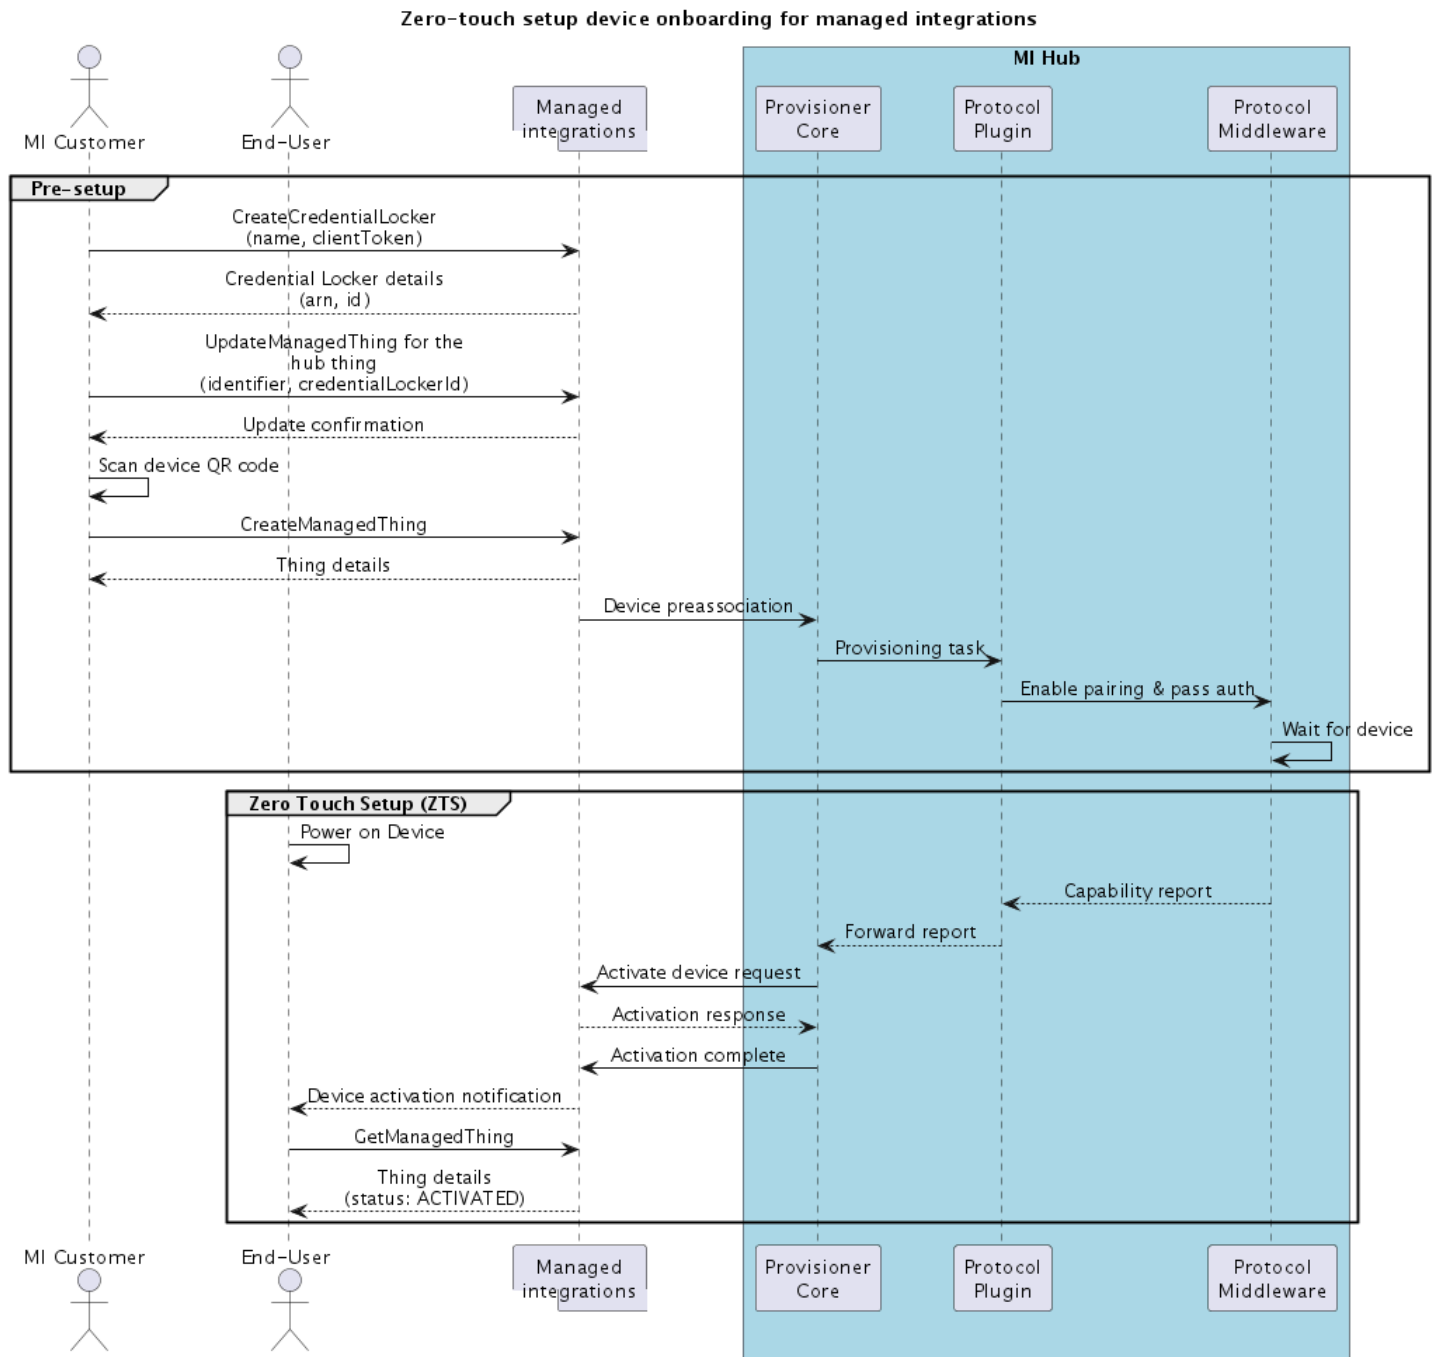 Zero-touch setup device onboarding for managed integrations
MI Hub
MI Customer
End-User
Managed
integrations
Provisioner
Core
Protocol
Plugin
Protocol
Middleware
Pre-setup
CreateCredentialLocker
(name, clientToken)
Credential Locker details
(arn, id)
UpdateManagedThing for the
hub thing
(identifier, credentialLockerId)
Update confirmation
Scan device QR code
CreateManagedThing
Thing details
Device preassociation
Provisioning task
Enable pairing & pass auth
Wait for device
Zero Touch Setup (ZTS)
Power on Device
Capability report
Forward report
Activate device request
Activation response
Activation complete
Device activation notification
GetManagedThing
Thing details
(status: ACTIVATED)
MI Customer
End-User
Managed
integrations
Provisioner
Core
Protocol
Plugin
Protocol
Middleware